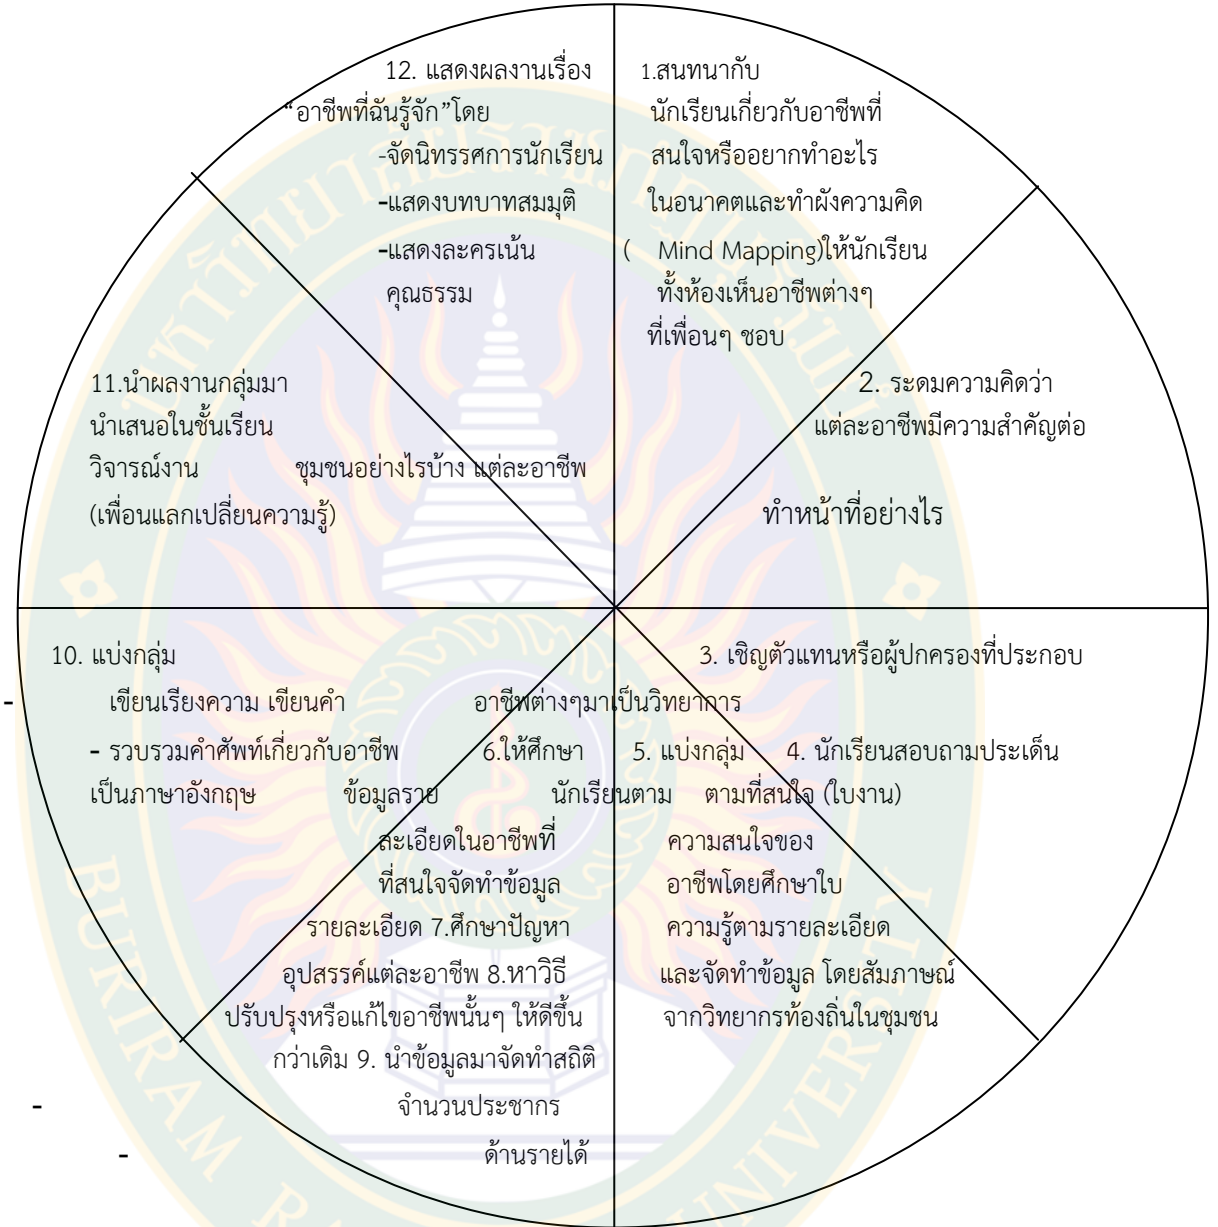 12. แสดงผลงานเรื่อง
“อาชีพที่ฉันรู้จัก”โดย
-จัดนิทรรศการนักเรียน
-แสดงบทบาทสมมุติ
-แสดงละครเน้น
คุณธรรม
1.สนทนากับ
นักเรียนเกี่ยวกับอาชีพที่
สนใจหรืออยากทำอะไร
ในอนาคตและทำผังความคิด
( Mind Mapping)ให้นักเรียน
ทั้งห้องเห็นอาชีพต่างๆ
ที่เพื่อนๆ ชอบ
11.นำผลงานกลุ่มมา
นำเสนอในชั้นเรียน
วิจารณ์งาน ชุมชนอย่างไรบ้าง แต่ละอาชีพ
(เพื่อนแลกเปลี่ยนความรู้)
2. ระดมความคิดว่า
แต่ละอาชีพมีความสำคัญต่อ
ทำหน้าที่อย่างไร
10. แบ่งกลุ่ม 3. เชิญตัวแทนหรือผู้ปกครองที่ประกอบ
- เขียนเรียงความ เขียนคำ อาชีพต่างๆมาเป็นวิทยาการ
- รวบรวมคำศัพท์เกี่ยวกับอาชีพ 6.ให้ศึกษา 5. แบ่งกลุ่ม 4. นักเรียนสอบถามประเด็น
เป็นภาษาอังกฤษ ข้อมูลราย นักเรียนตาม ตามที่สนใจ (ใบงาน)
ละเอียดในอาชีพที่ ความสนใจของ
ที่สนใจจัดทำข้อมูล อาชีพโดยศึกษาใบ
รายละเอียด 7.ศึกษาปัญหา ความรู้ตามรายละเอียด
อุปสรรค์แต่ละอาชีพ 8.หาวิธี และจัดทำข้อมูล โดยสัมภาษณ์
ปรับปรุงหรือแก้ไขอาชีพนั้นๆ ให้ดีขึ้น จากวิทยากรท้องถิ่นในชุมชน
กว่าเดิม 9. นำข้อมูลมาจัดทำสถิติ
- จำนวนประชากร
- ด้านรายได้
มหาวิทยาลัยราชภัฏบุรีรัมย์
BURIRAM RA
UNIVERSITY